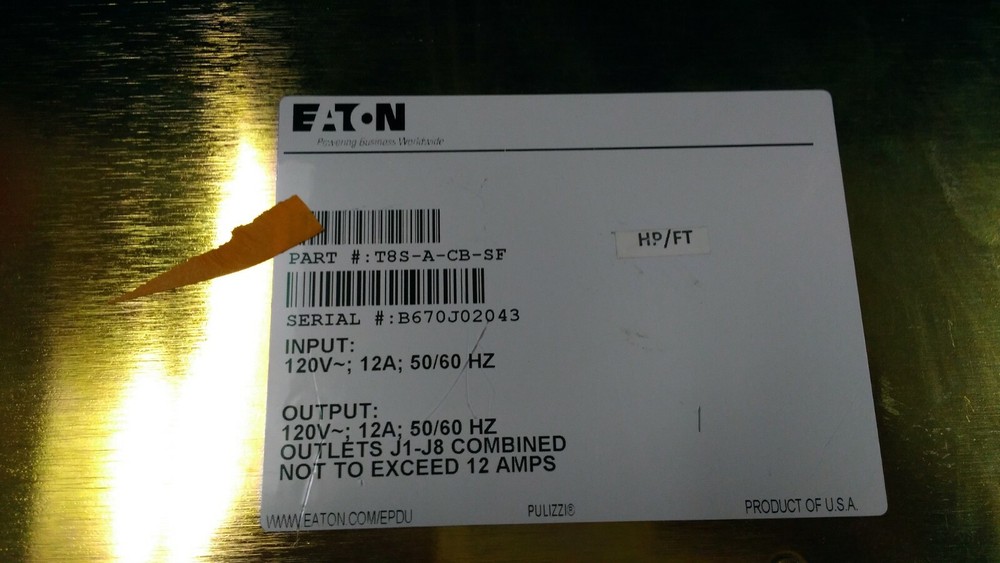 EATON
Powering Business Worldwide
PART #:T8S-A-CB-SF
HP/FT
SERIAL #:B670J02043
INPUT:
120V~; 12A; 50/60 HZ
OUTPUT:
120V~; 12A; 50/60 HZ
OUTLETS J1-J8 COMBINED
NOT TO EXCEED 12 AMPS
WWW.EATON.COM/EPDU
PULIZZI®
PRODUCT OF U.S.A.